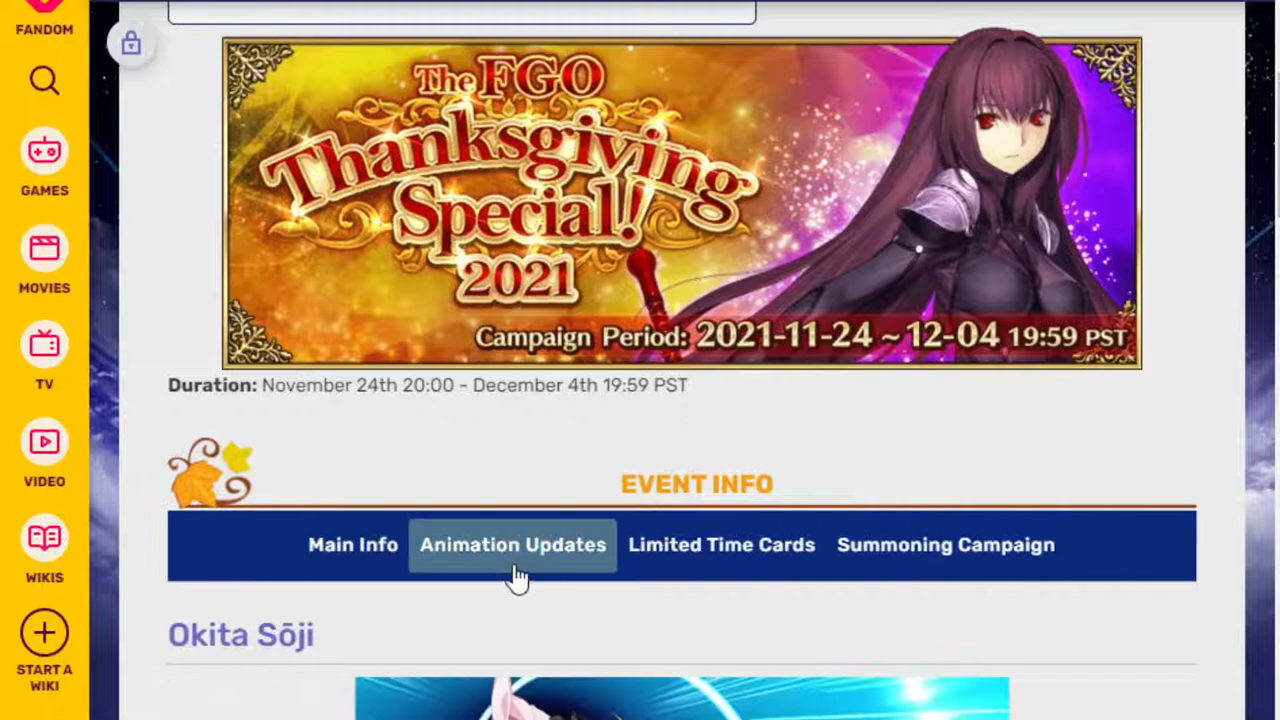 FANDOM
GAMES
MOVIES
TV
VIDEO
WIKIS
START A
WIKI
The FGO
Thanksgiving
Special!
2021
Campaign Period: 2021-11-24 ~ 12-04 19:59 PST
Duration: November 24th 20:00 - December 4th 19:59 PST
EVENT INFO
Main Info Animation Updates Limited Time Cards Summoning Campaign
Okita Sōji